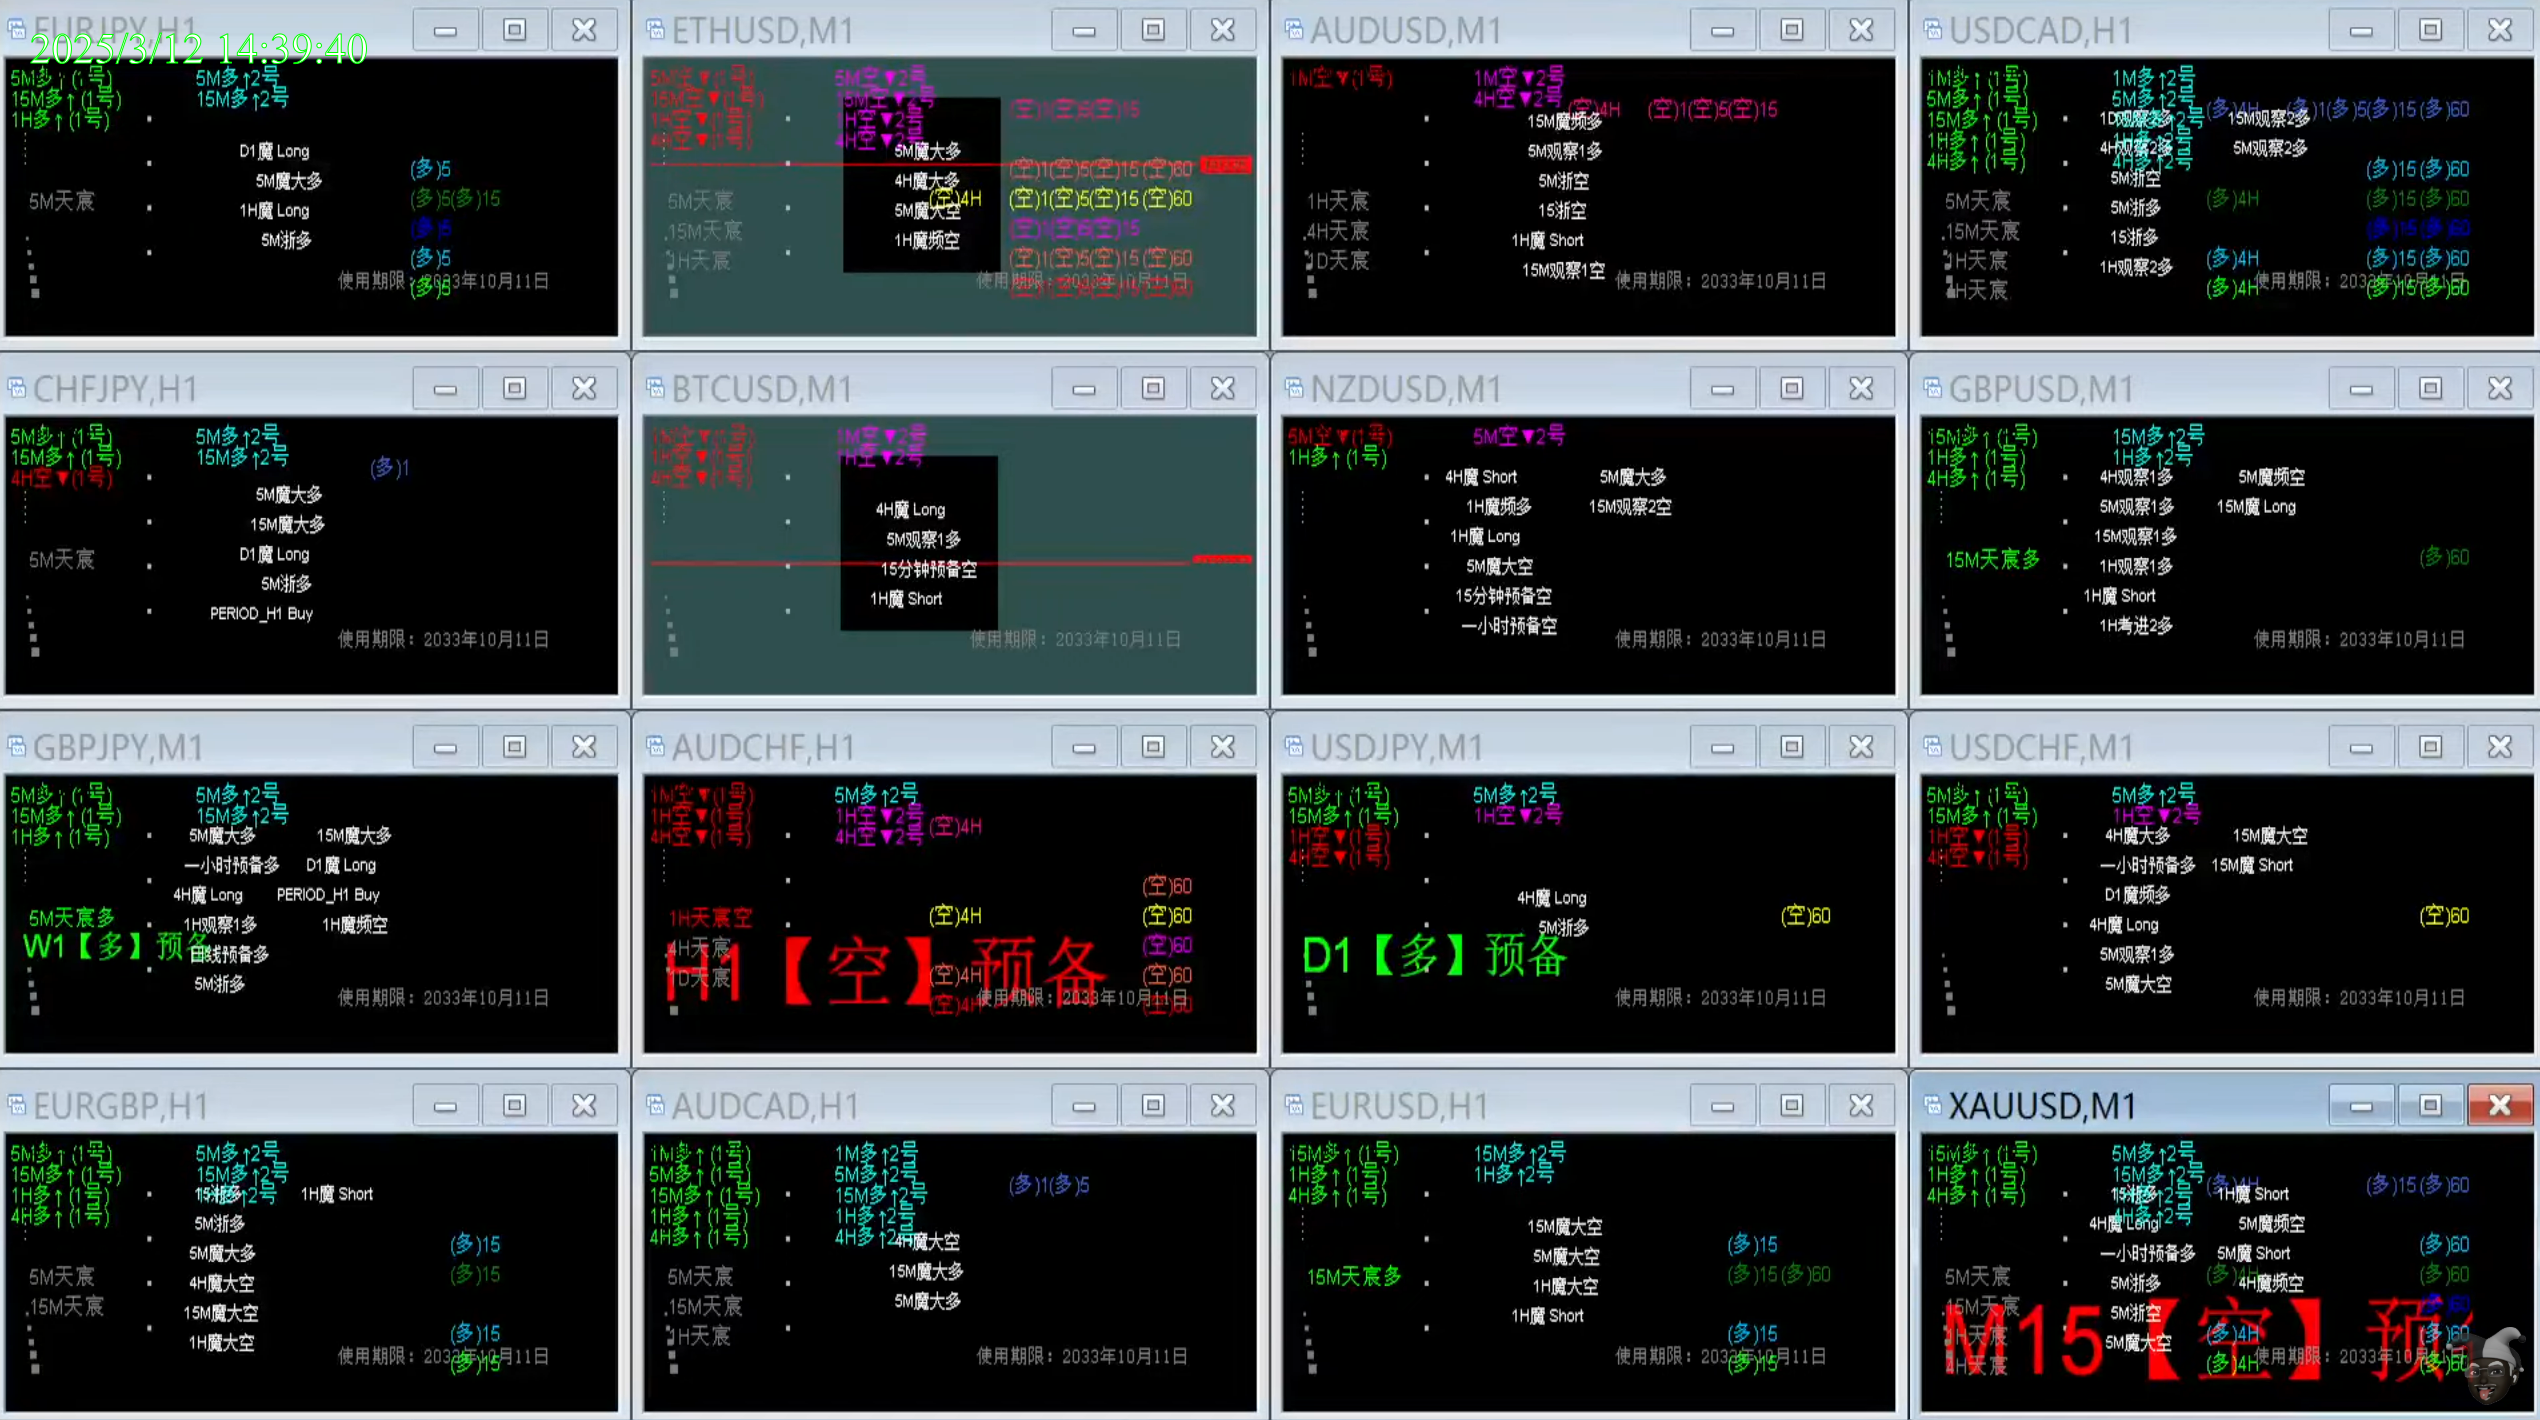 EURJPY,H1
2025/3/12 14:39:40
5M多↑(1号) 5M多↑2号
15M多↑(1号) 15M多↑2号
1H多↑(1号)
D1魔 Long
(多)5
5M魔大多
5M天宸 (多)5(多)15
1H魔 Long
(多)5
5M浙多
(多)5
使用期限：2033年10月11日
(多)5
ETHUSD,M1
5M空▼(1号) 5M空▼2号
15M空▼(1号) 15M空▼2号
(空)1(空)5(空)15
1H空▼(1号) 1H空▼2号
4H空▼(1号) 4H空▼2号
5M魔大多
(空)1(空)5(空)15(空)60
4H魔大多
5M天宸 (空)4H (空)1(空)5(空)15(空)60
5M魔大空
15M天宸 (空)1(空)5(空)15
1H魔频空
1H天宸 (空)1(空)5(空)15(空)60
使用期限：2033年10月11日
(空)1(空)5(空)15(空)60
AUDUSD,M1
1M空▼(1号) 1M空▼2号
4H空▼2号
(空)4H (空)1(空)5(空)15
15M魔频多
5M观察1多
5M浙空
1H天宸
15浙空
4H天宸
1H魔 Short
1D天宸
15M观察1空
使用期限：2033年10月11日
USDCAD,H1
1M多↑(1号) 1M多↑2号
5M多↑(1号) 5M多↑2号
(多)4H (多)1(多)5(多)15(多)60
15M多↑(1号)
1D观察2多 15M观察2多
1H多↑(1号)
4H观察2多 5M观察2多
4H多↑(1号) 4H多↑2号
(多)15(多)60
5M浙空
5M天宸 (多)4H (多)15(多)60
5M浙多
15M天宸 (多)15(多)60
15浙多
1H天宸 (多)4H (多)15(多)60
1H观察2多
使用期限：2033年10月11日
4H天宸 (多)4H (多)15(多)60
CHFJPY,H1
5M多↑(1号) 5M多↑2号
15M多↑(1号) 15M多↑2号
(多)1
4H空▼(1号)
5M魔大多
15M魔大多
5M天宸
D1魔 Long
5M浙多
PERIOD_H1 Buy
使用期限：2033年10月11日
BTCUSD,M1
1M空▼(1号) 1M空▼2号
1H空▼(1号) 1H空▼2号
4H空▼(1号)
4H魔 Long
5M观察1多
15分钟预备空
1H魔 Short
使用期限：2033年10月11日
NZDUSD,M1
5M空▼(1号) 5M空▼2号
1H多↑(1号)
4H魔 Short 5M魔大多
1H魔频多 15M观察2空
1H魔 Long
5M魔大空
15分钟预备空
一小时预备空
使用期限：2033年10月11日
GBPUSD,M1
15M多↑(1号) 15M多↑2号
1H多↑(1号) 1H多↑2号
4H多↑(1号)
4H观察1多 5M魔频空
5M观察1多 15M魔 Long
15M观察1多
15M天宸多 (多)60
1H观察1多
1H魔 Short
1H考进2多
使用期限：2033年10月11日
GBPJPY,M1
5M多↑(1号) 5M多↑2号
15M多↑(1号) 15M多↑2号
1H多↑(1号)
5M魔大多 15M魔大多
一小时预备多 D1魔 Long
4H魔 Long PERIOD_H1 Buy
5M天宸多
1H观察1多 1H魔频空
W1【多】预备
日线预备多
5M浙多
使用期限：2033年10月11日
AUDCHF,H1
1M空▼(1号) 5M多↑2号
1H空▼(1号) 1H空▼2号
4H空▼(1号) 4H空▼2号
(空)4H
(空)60
1H天宸空 (空)4H (空)60
4H天宸 (空)60
H1【空】预备
1D天宸 (空)4H (空)60
使用期限：2033年10月11日
(空)4H (空)60
USDJPY,M1
5M多↑(1号) 5M多↑2号
15M多↑(1号) 1H空▼2号
1H空▼(1号)
4H空▼(1号)
4H魔 Long
(空)60
5M浙多
D1【多】预备
使用期限：2033年10月11日
USDCHF,M1
5M多↑(1号) 5M多↑2号
15M多↑(1号) 1H空▼2号
1H空▼(1号)
4H空▼(1号)
4H魔大多 15M魔大空
一小时预备多 15M魔 Short
D1魔频多
(空)60
4H魔 Long
5M观察1多
5M魔大空
使用期限：2033年10月11日
EURGBP,H1
5M多↑(1号) 5M多↑2号
15M多↑(1号) 15M多↑2号
1H多↑(1号)
15浙多 1H魔 Short
4H多↑(1号)
5M浙多
(多)15
5M魔大多
5M天宸 (多)15
4H魔大空
15M天宸
15M魔大空
(多)15
1H魔大空
使用期限：2033年10月11日
(多)15
AUDCAD,H1
1M多↑(1号) 1M多↑2号
5M多↑(1号) 5M多↑2号
(多)1(多)5
15M多↑(1号) 15M多↑2号
1H多↑(1号) 1H多↑2号
4H多↑(1号) 4H多↑2号
4H魔大空
15M魔大多
5M天宸
5M魔大多
15M天宸
1H天宸
使用期限：2033年10月11日
EURUSD,H1
15M多↑(1号) 15M多↑2号
1H多↑(1号) 1H多↑2号
4H多↑(1号)
15M魔大空
(多)15
5M魔大空
15M天宸多 (多)15(多)60
1H魔大空
1H魔 Short
(多)15
使用期限：2033年10月11日
(多)15
XAUUSD,M1
15M多↑(1号) 5M多↑2号
1H多↑(1号) 15M多↑2号
(多)4H (多)15(多)60
4H多↑(1号)
15浙多 1H魔 Short
4H多↑2号
4H魔 Long 5M魔频空
(多)60
一小时预备多 5M魔 Short
5M天宸 (多)4H (多)60
5M浙多 4H魔频空
15M天宸 (多)60
5M浙空
1H天宸 (多)4H (多)60
M15【空】预
5M魔大空
使用期限：2033年10月11日
4H天宸 (多)4H (多)60